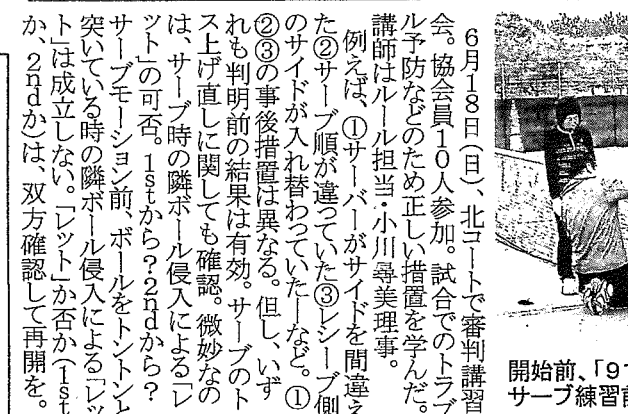 6月18日(日)、北コートで審判講習
会。協会員10人参加。試合でのトラブ
ル予防などのため正しい措置を学んだ。
講師はルール担当・小川尋美理事。
例えば、①サーバーがサイドを間違え
た②サーブ順が違っていた③レシーブ側
のサイドが入れ替わっていたーなど。①
②③の事後措置は異なる。但し、いず
れも判明前の結果は有効。サーブのト
ス上げ直しに関しても確認。微妙なの
は、サーブ時の隣ボール侵入による「レ
ット」の可否。1stから？2ndから？
サーブモーション前、ボールをトントンと
突いている時の隣ボール侵入による「レッ
ト」は成立しない。「レット」か否か(1st
か、2ndか)は、双方確認して再開を。
開始前、「9
サーブ練習前